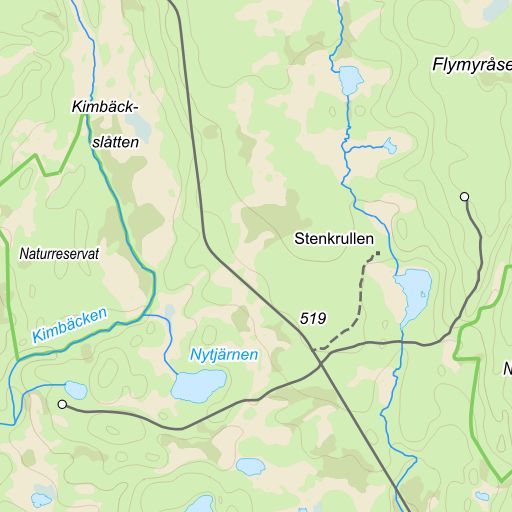 Flymyråse
Kimbäck-
slåtten
Stenkrullen
Naturreservat
Kimbäcken
519
Nytjärnen
N